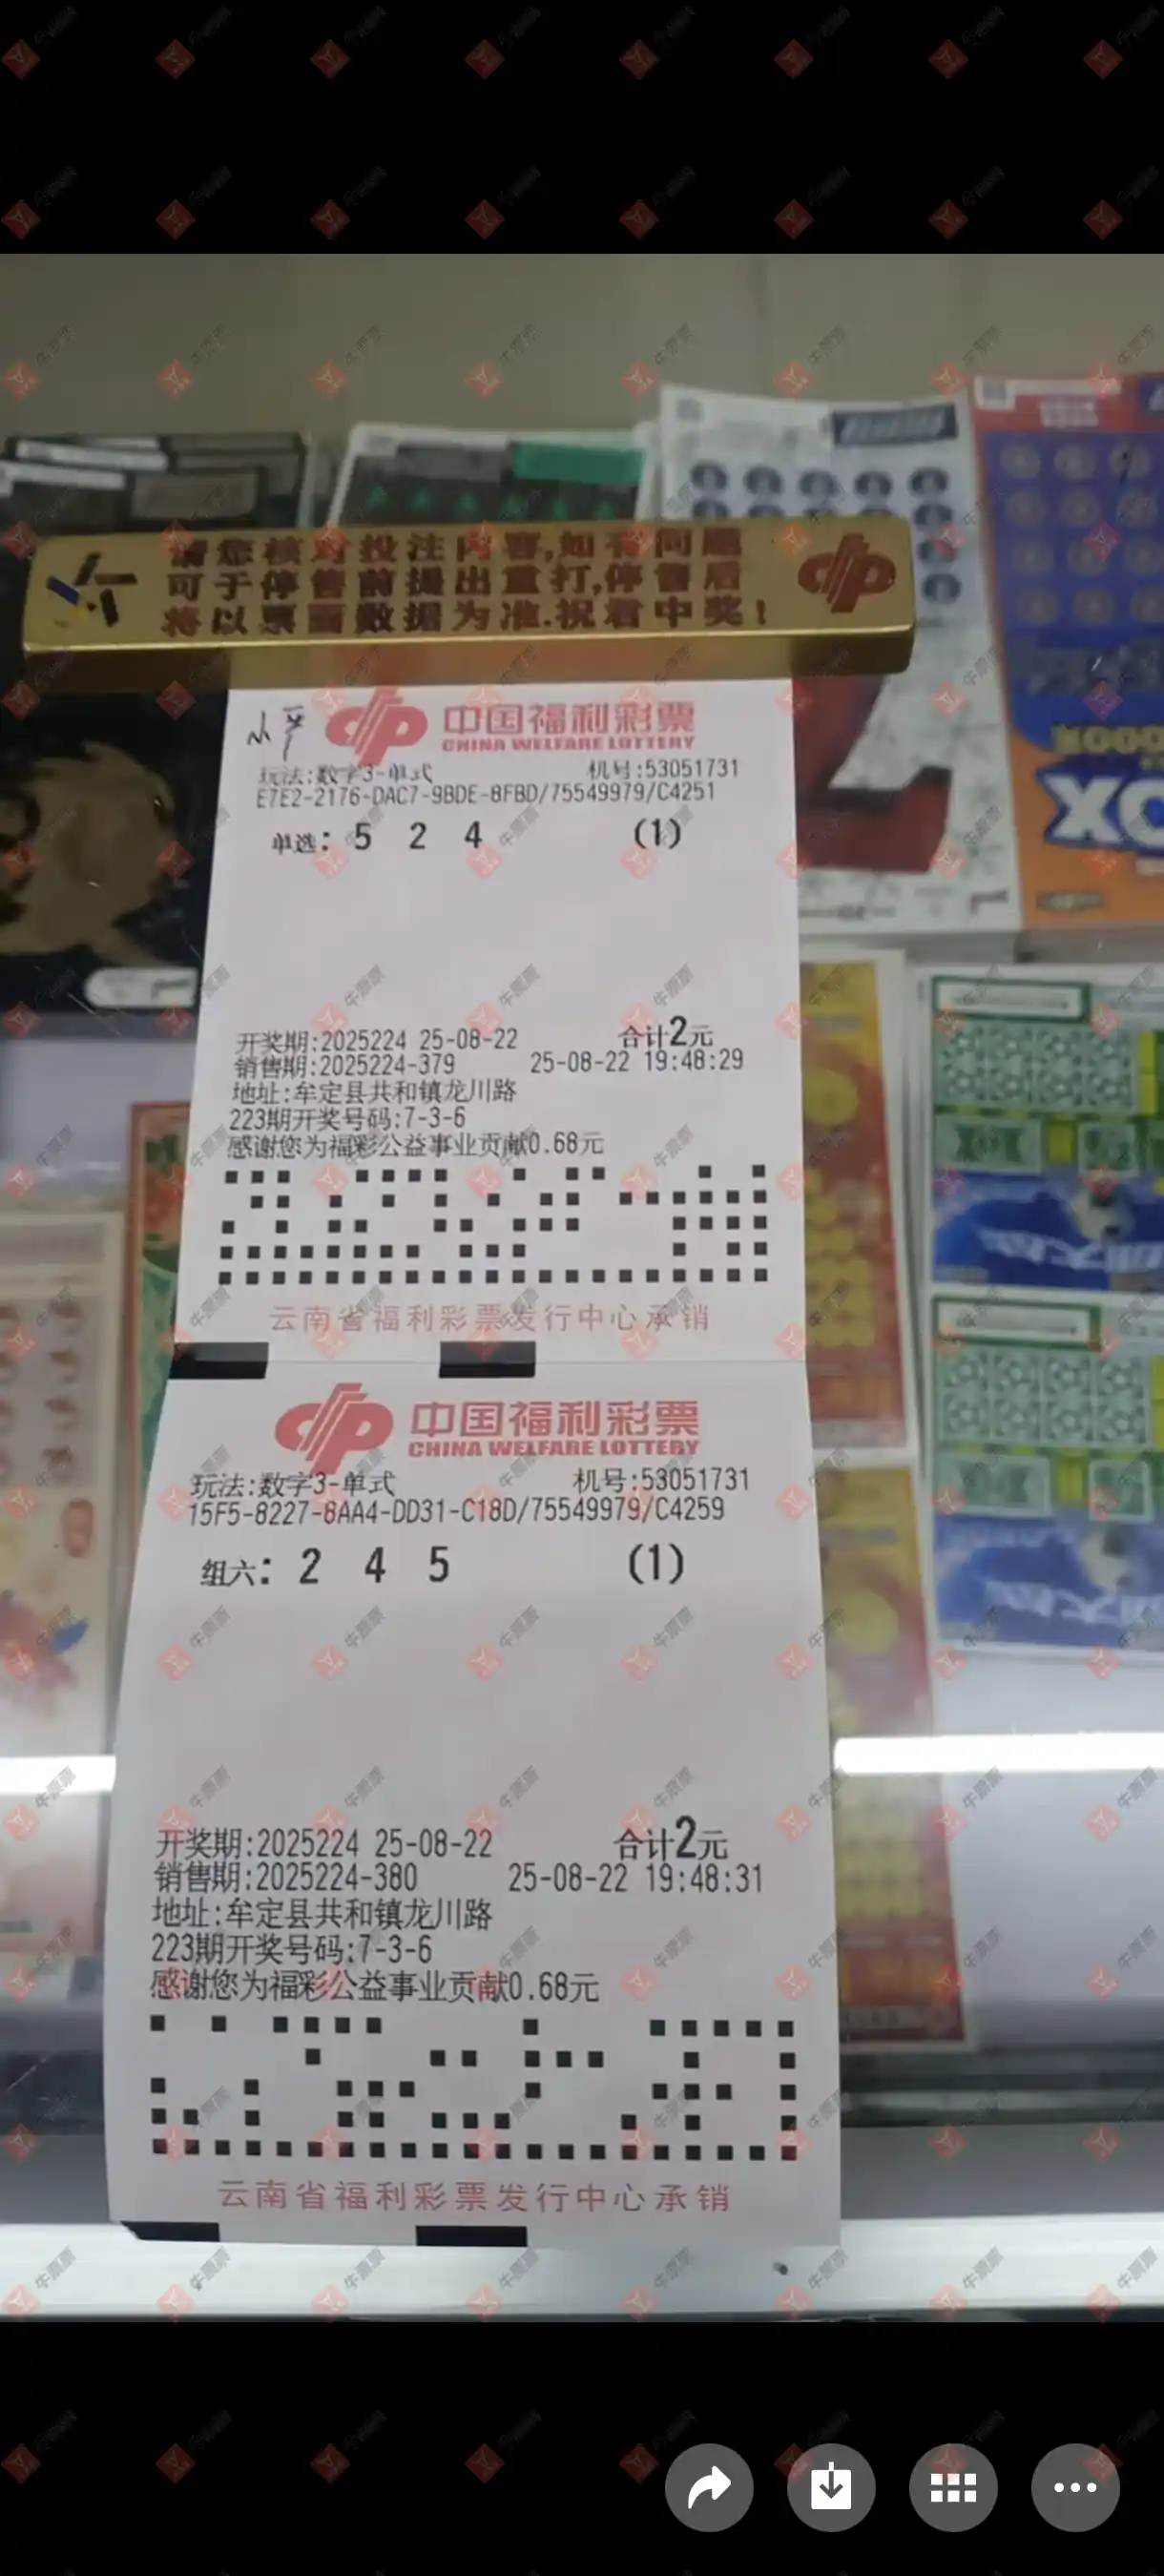 请您核对投注内容,如有问题
可于停售前提出重打,停售后
将以票面数据为准.祝君中奖!
小严
中国福利彩票
CHINA WELFARE LOTTERY
玩法:数字3-单式 机号:53051731
E7E2-2176-DAC7-9BDE-8FBD/75549979/C4251
单选: 5 2 4 (1)
开奖期:2025224 25-08-22 合计2元
销售期:2025224-379 25-08-22 19:48:29
地址:牟定县共和镇龙川路
223期开奖号码:7-3-6
感谢您为福彩公益事业贡献0.68元
云南省福利彩票发行中心承销
中国福利彩票
CHINA WELFARE LOTTERY
玩法:数字3-单式 机号:53051731
15F5-8227-8AA4-DD31-C18D/75549979/C4259
组六: 2 4 5 (1)
开奖期:2025224 25-08-22 合计2元
销售期:2025224-380 25-08-22 19:48:31
地址:牟定县共和镇龙川路
223期开奖号码:7-3-6
感谢您为福彩公益事业贡献0.68元
云南省福利彩票发行中心承销